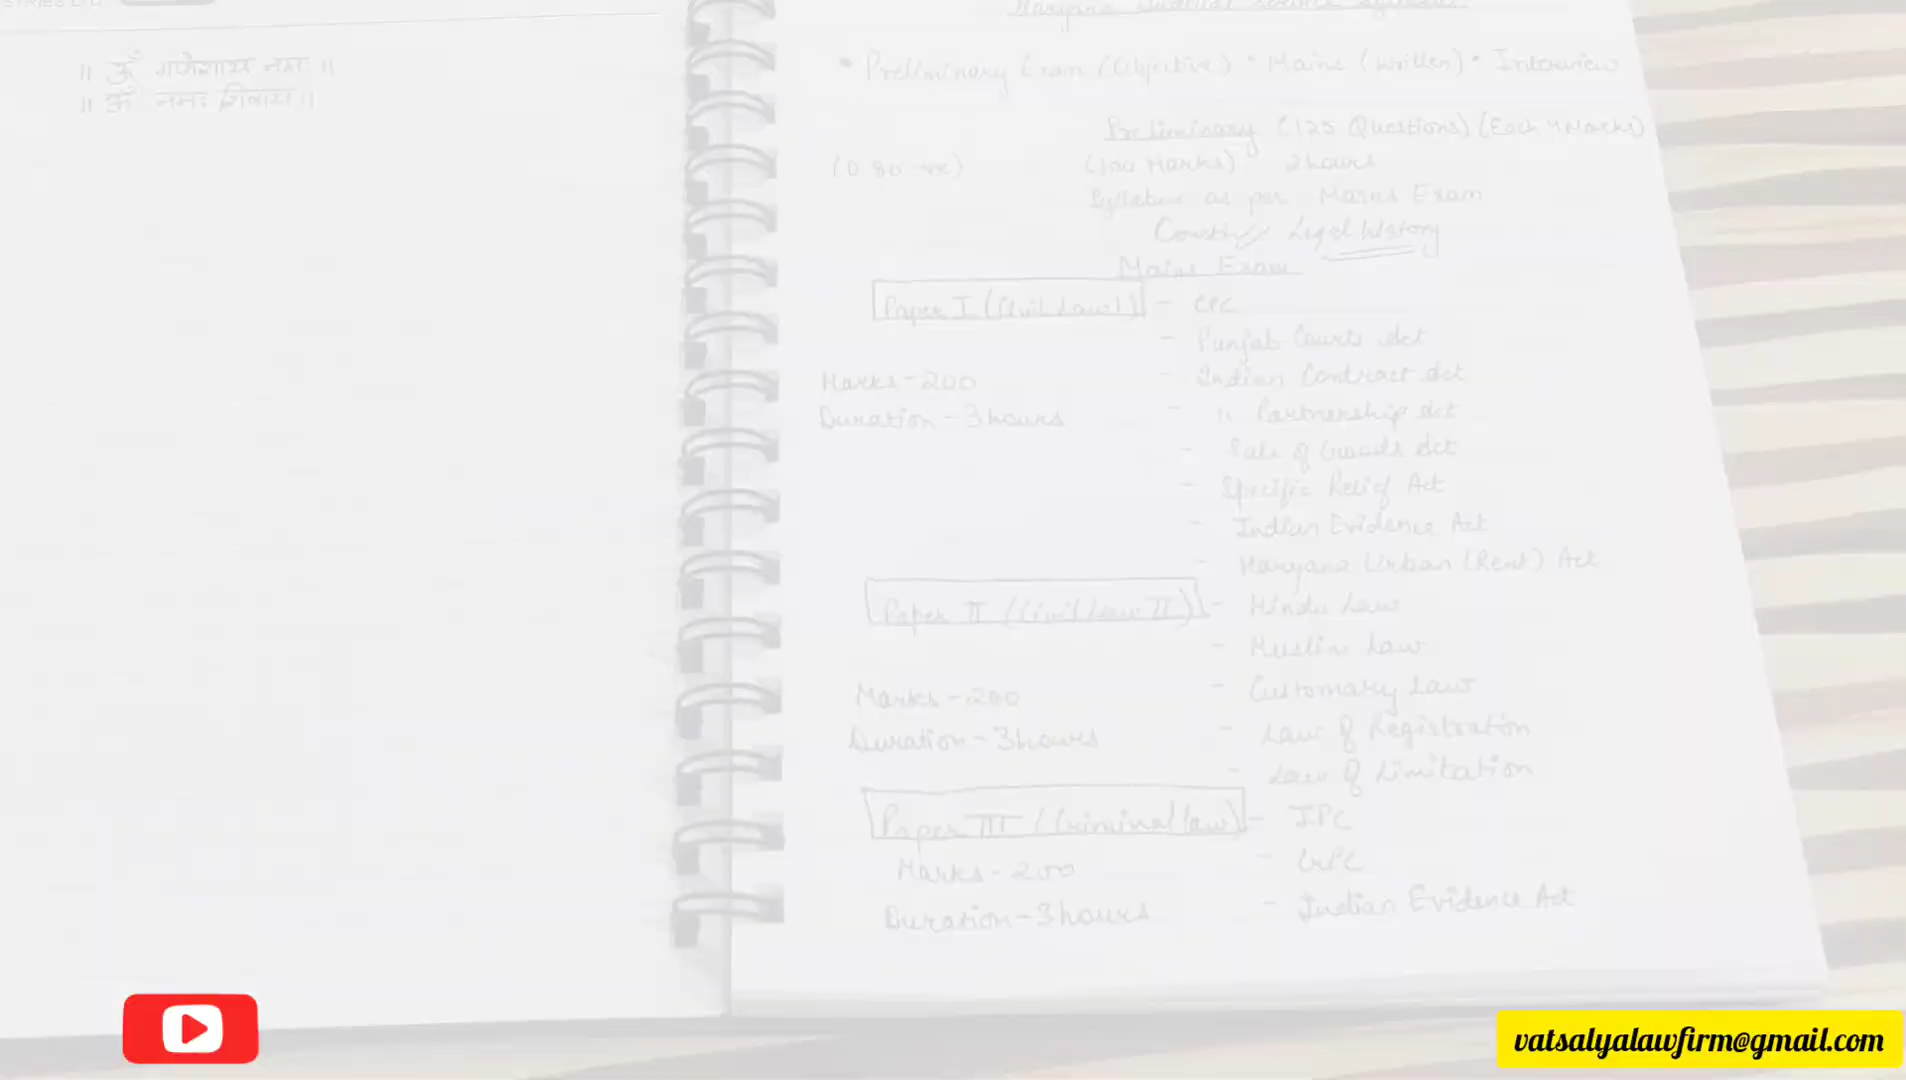 STRIES LTD
॥ ॐ गणेशाय नमः ॥
॥ ॐ नमः शिवाय ॥
Haryana Judicial Service Syllabus
• Preliminary Exam (Objective) • Mains (written) • Interview
Preliminary (125 Questions) (Each 4 Marks)
(0.80 -ve) (100 Marks) 2 hours
Syllabus as per Mains Exam
Legal history
Mains Exam
Paper I (Civil Law I) - CPC
- Punjab Courts Act
Marks - 200 - Indian Contract Act
Duration - 3 hours - " Partnership Act
- Sale of Goods Act
- Specific Relief Act
- Indian Evidence Act
- Haryana Urban (Rent) Act
Paper II (Civil Law II) - Hindu Law
- Muslim Law
Marks - 200 - Customary Law
Duration - 3 hours - Law of Registration
- Law of Limitation
Paper III (Criminal Law) - IPC
Marks - 200 - CrPC
Duration - 3 hours - Indian Evidence Act
vatsalyalawfirm@gmail.com